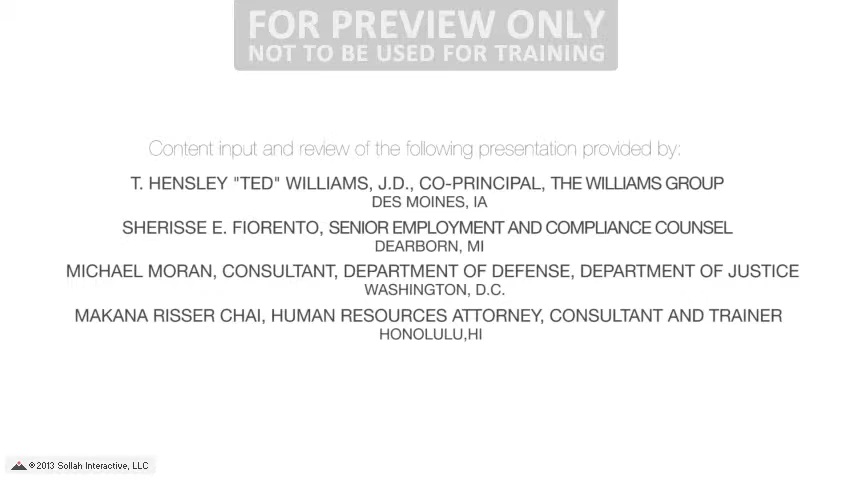 FOR PREVIEW ONLY
NOT TO BE USED FOR TRAINING
Content input and review of the following presentation provided by:
T. HENSLEY "TED" WILLIAMS, J.D., CO-PRINCIPAL, THE WILLIAMS GROUP
DES MOINES, IA
SHERISSE E. FIORENTO, SENIOR EMPLOYMENT AND COMPLIANCE COUNSEL
DEARBORN, MI
MICHAEL MORAN, CONSULTANT, DEPARTMENT OF DEFENSE, DEPARTMENT OF JUSTICE
WASHINGTON, D.C.
MAKANA RISSER CHAI, HUMAN RESOURCES ATTORNEY, CONSULTANT AND TRAINER
HONOLULU,HI
©2013 Sollah Interactive, LLC